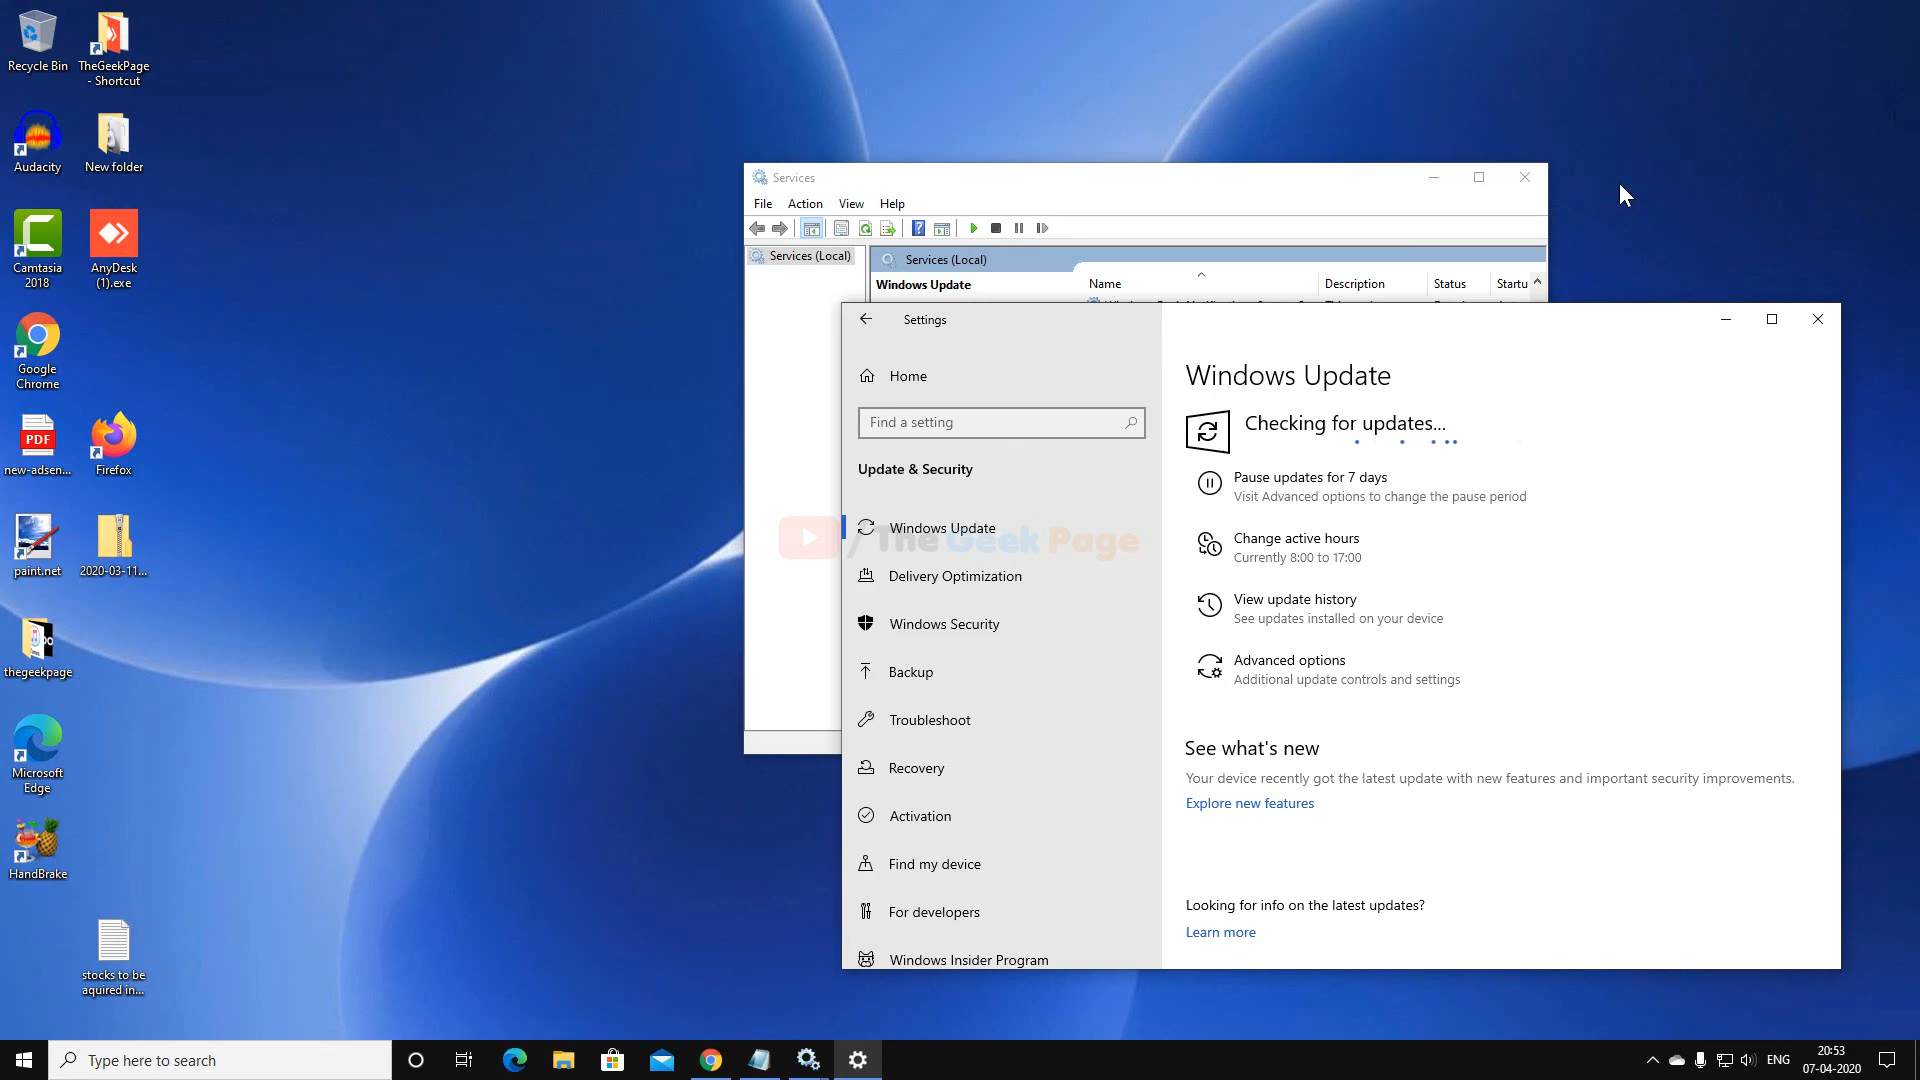 Recycle Bin
TheGeekPage
- Shortcut
Audacity
New folder
Camtasia
2018
AnyDesk
(1).exe
Google
Chrome
PDF
new-adsen...
Firefox
paint.net
2020-03-11...
thegeekpage
Microsoft
Edge
HandBrake
stocks to be
aquired in...
Services
File Action View Help
Services (Local)
Services (Local)
Windows Update
Name Description Status Startu
Settings
Home
Find a setting
Update & Security
Windows Update
Delivery Optimization
Windows Security
Backup
Troubleshoot
Recovery
Activation
Find my device
For developers
Windows Insider Program
/ The Geek Page
Windows Update
Checking for updates...
Pause updates for 7 days
Visit Advanced options to change the pause period
Change active hours
Currently 8:00 to 17:00
View update history
See updates installed on your device
Advanced options
Additional update controls and settings
See what's new
Your device recently got the latest update with new features and important security improvements.
Explore new features
Looking for info on the latest updates?
Learn more
Type here to search
ENG
20:53
07-04-2020